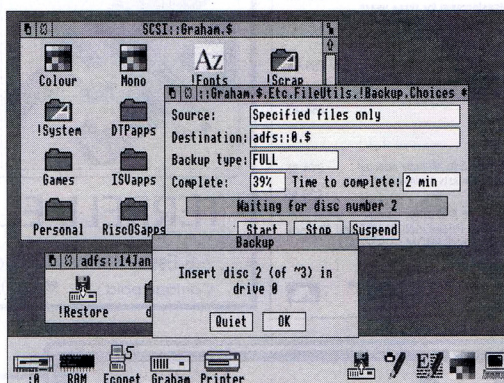 SCSI::Graham.$
Colour
Mono
Az
!Fonts
!Scrap
!System
DTPapps
Games
ISVapps
Personal
RiscOSapps
::Graham.$.Etc.FileUtils.!Backup.Choices *
Source: Specified files only
Destination: adfs::0.$
Backup type: FULL
Complete: 39% Time to complete: 2 min
Waiting for disc number 2
Start Stop Suspend
adfs::14Jan
!Restore
d
Backup
Insert disc 2 (of ~3) in
drive 0
Quiet OK
:0 RAM Econet Graham Printer